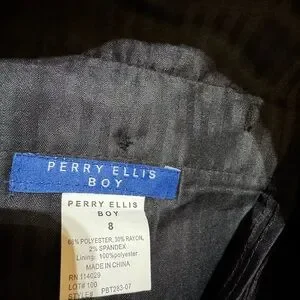 PERRY ELLIS
BOY
PERRY ELLIS
BOY
8
68% POLYESTER, 30% RAYON,
2% SPANDEX
Lining: 100%polyester
MADE IN CHINA
RN 114029
LOT# 100
STYLE# PBT283-07